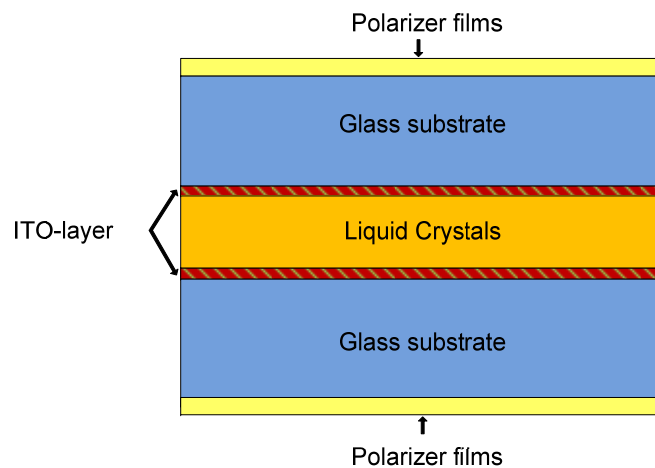 Polarizer films
Glass substrate
ITO-layer
Liquid Crystals
Glass substrate
Polarizer films